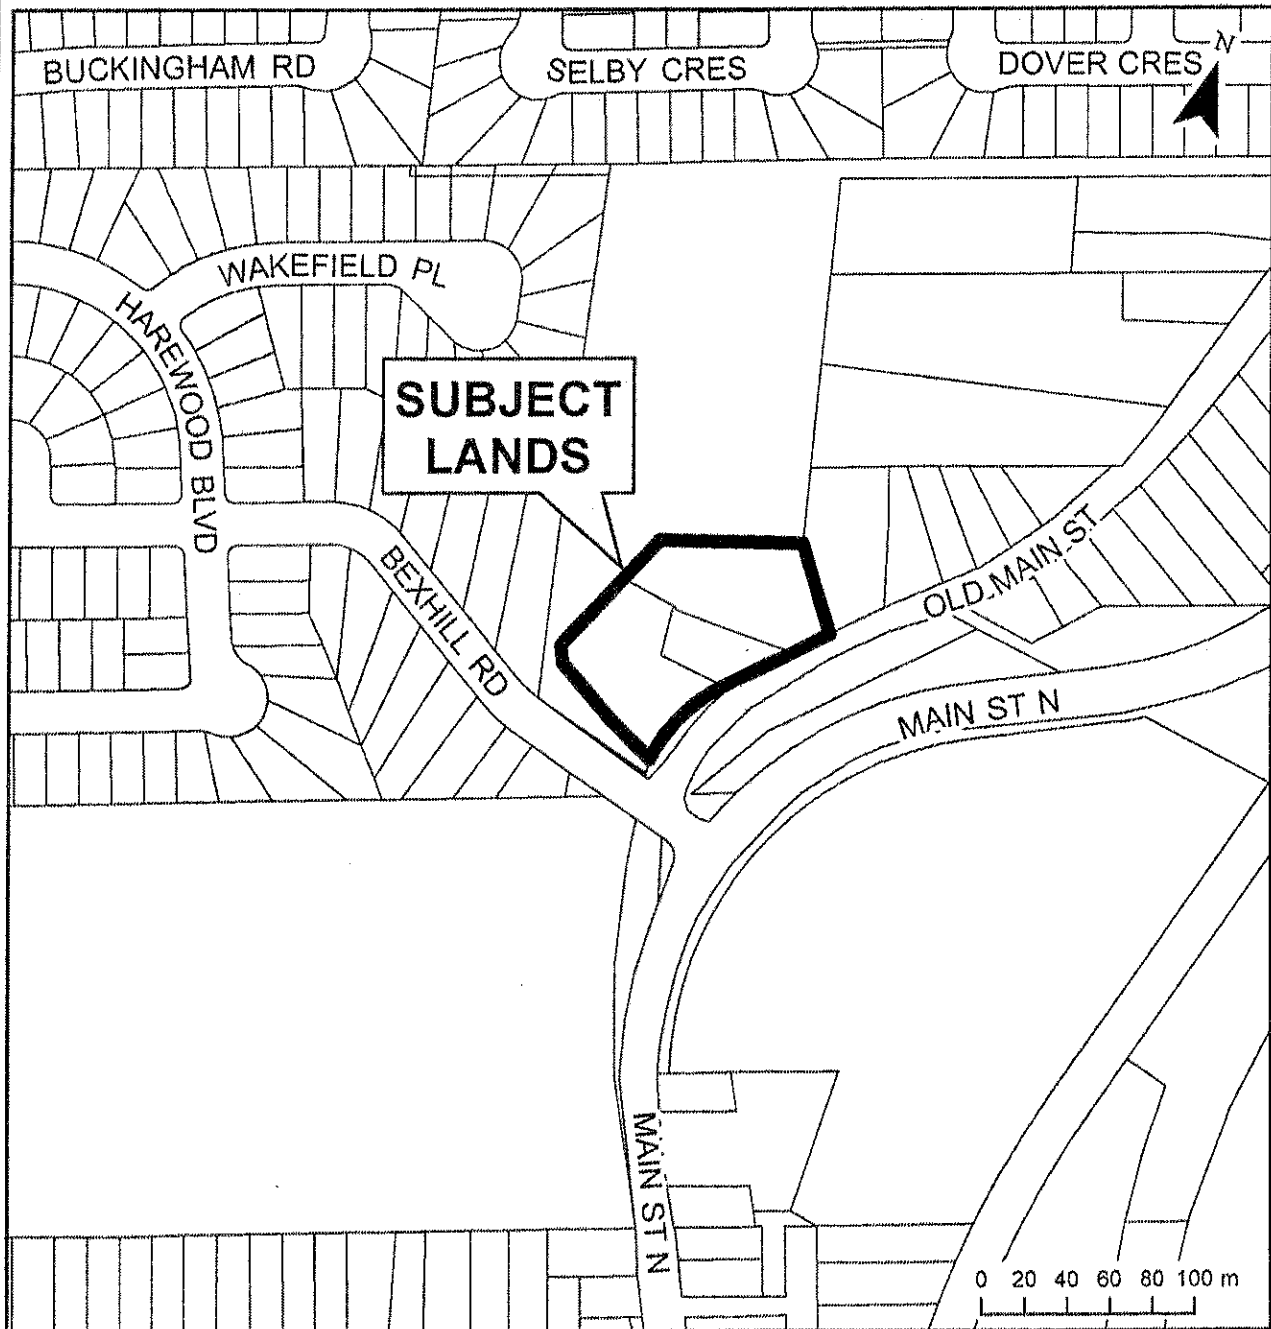 BUCKINGHAM RD
SELBY CRES
DOVER CRES
N
WAKEFIELD PL
HAREWOOD BLVD
SUBJECT
LANDS
BEXHILL RD
OLD MAIN ST
MAIN ST N
MAIN ST N
0 20 40 60 80 100 m